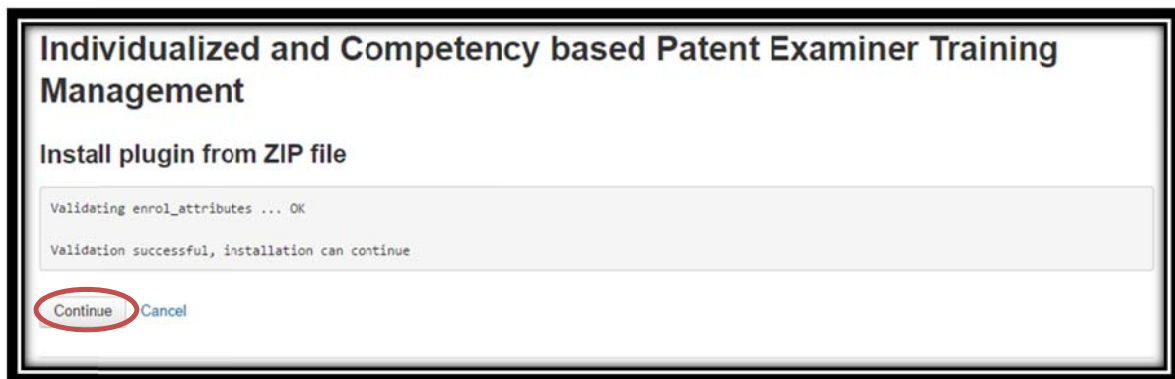 Individualized and Competency based Patent Examiner Training
Management
Install plugin from ZIP file
Validating enrol_attributes ... OK
Validation successful, installation can continue
Continue Cancel